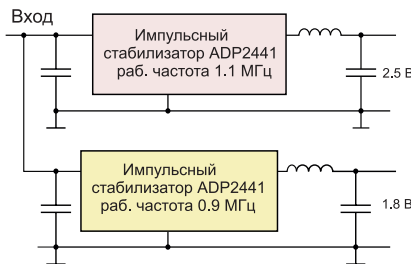 Вход
Импульсный
стабилизатор ADP2441
раб. частота 1.1 МГц
2.5 В
Импульсный
стабилизатор ADP2441
раб. частота 0.9 МГц
1.8 В